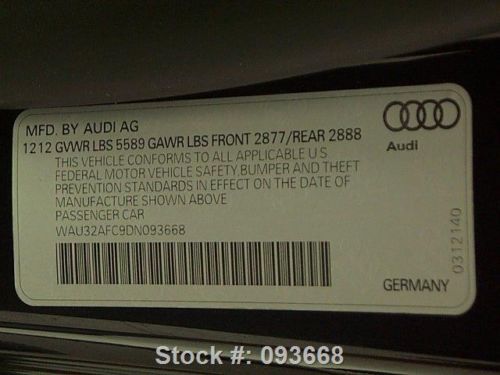 MFD. BY AUDI AG
1212 GVWR LBS 5589 GAWR LBS FRONT 2877/REAR 2888
THIS VEHICLE CONFORMS TO ALL APPLICABLE U S
FEDERAL MOTOR VEHICLE SAFETY, BUMPER AND THEFT
PREVENTION STANDARDS IN EFFECT ON THE DATE OF
MANUFACTURE SHOWN ABOVE
PASSENGER CAR
WAU32AFC9DN093668
Audi
0312140
GERMANY
Stock #: 093668